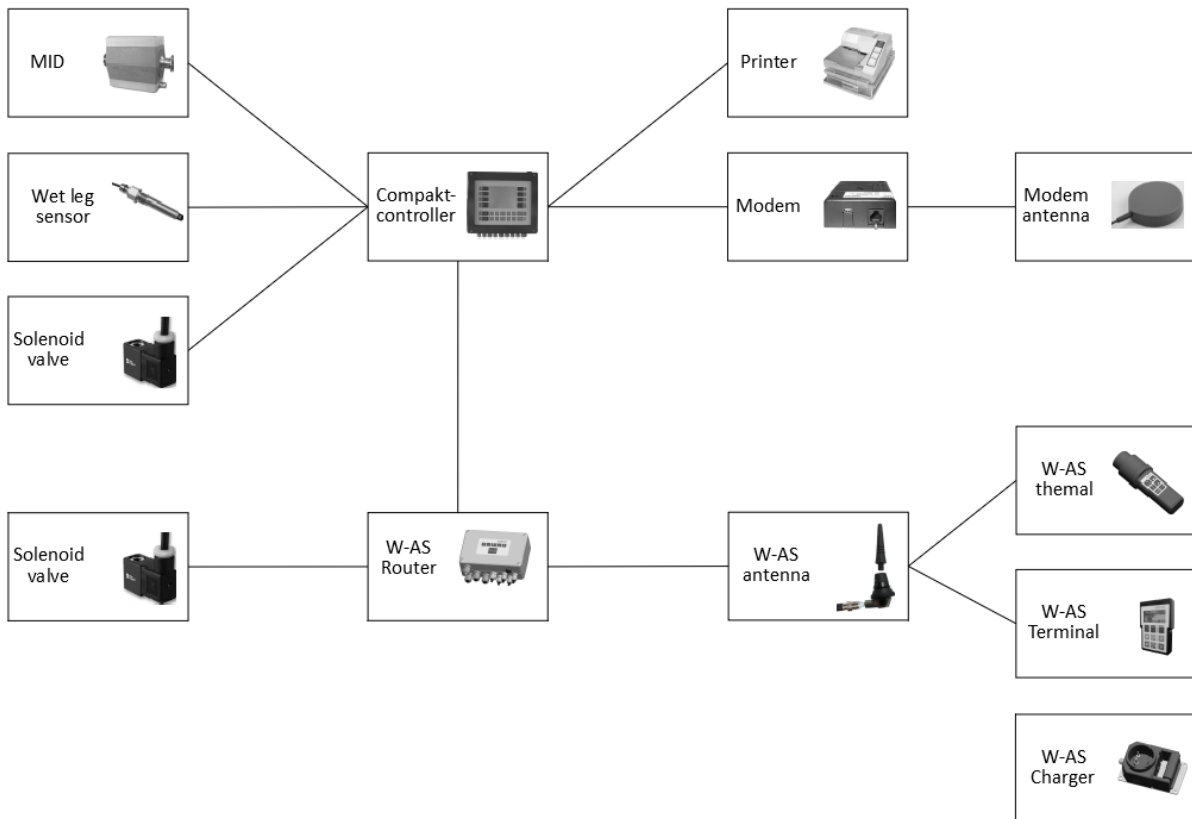 MID
Printer
Wet leg
sensor
Compakt-
controller
Modem
Modem
antenna
Solenoid
valve
W-AS
themal
Solenoid
valve
W-AS
Router
W-AS
antenna
W-AS
Terminal
W-AS
Charger